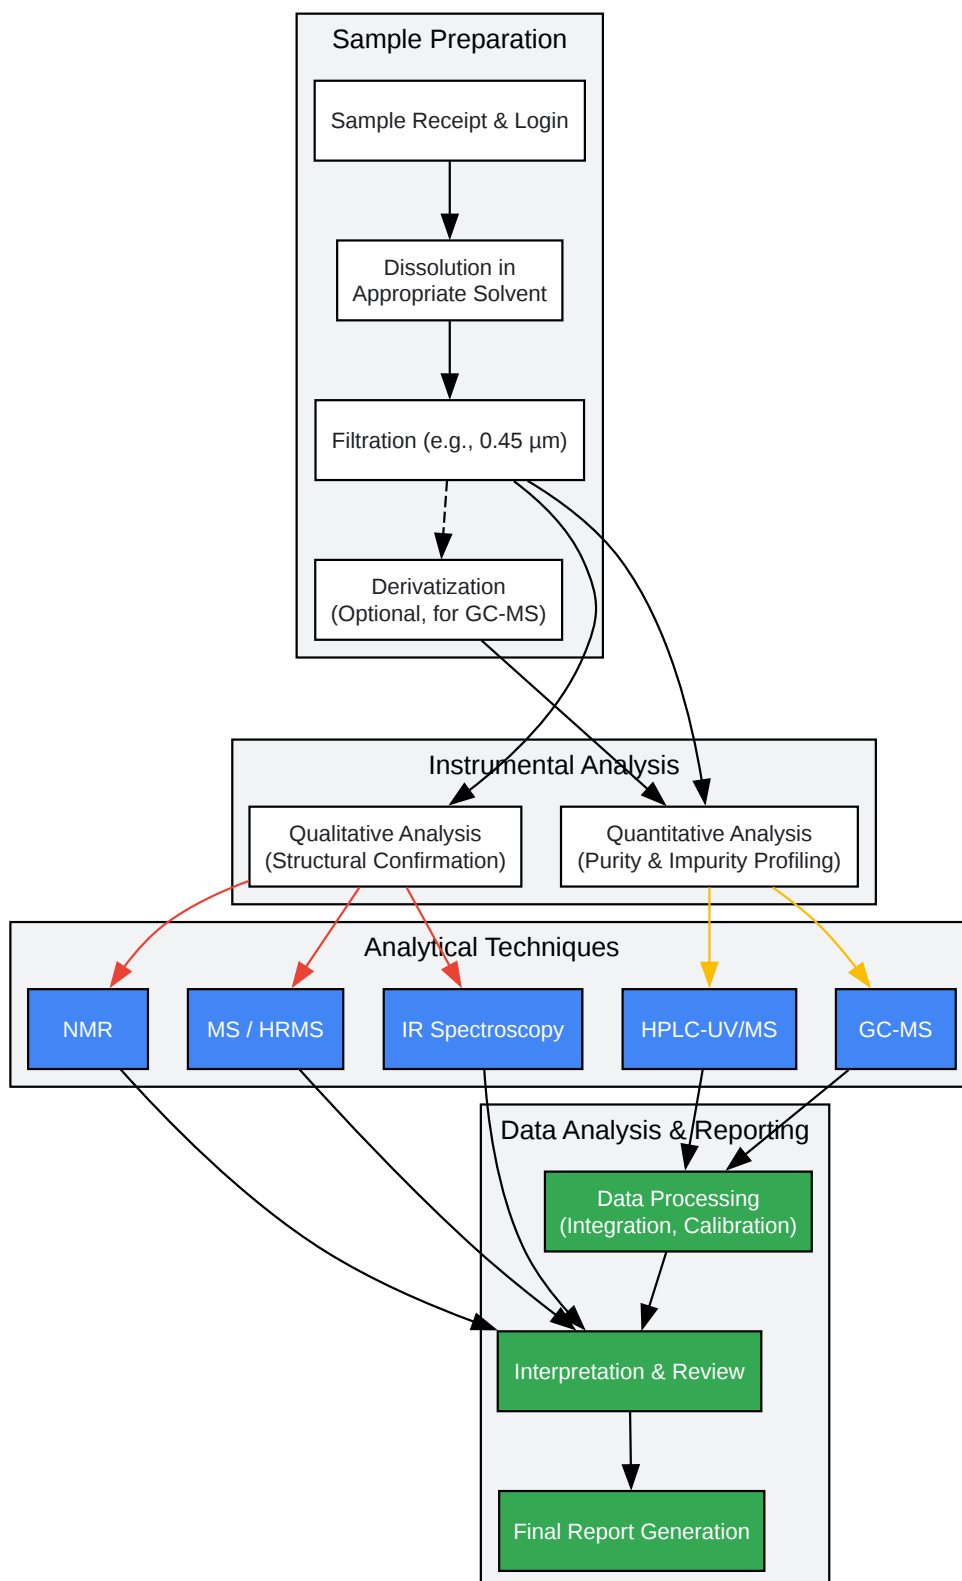 Sample Preparation
Sample Receipt & Login
Dissolution in
Appropriate Solvent
Filtration (e.g., 0.45 µm)
Derivatization
(Optional, for GC-MS)
Instrumental Analysis
Qualitative Analysis
(Structural Confirmation)
Quantitative Analysis
(Purity & Impurity Profiling)
Analytical Techniques
NMR
MS / HRMS
IR Spectroscopy
HPLC-UV/MS
GC-MS
Data Analysis & Reporting
Data Processing
(Integration, Calibration)
Interpretation & Review
Final Report Generation